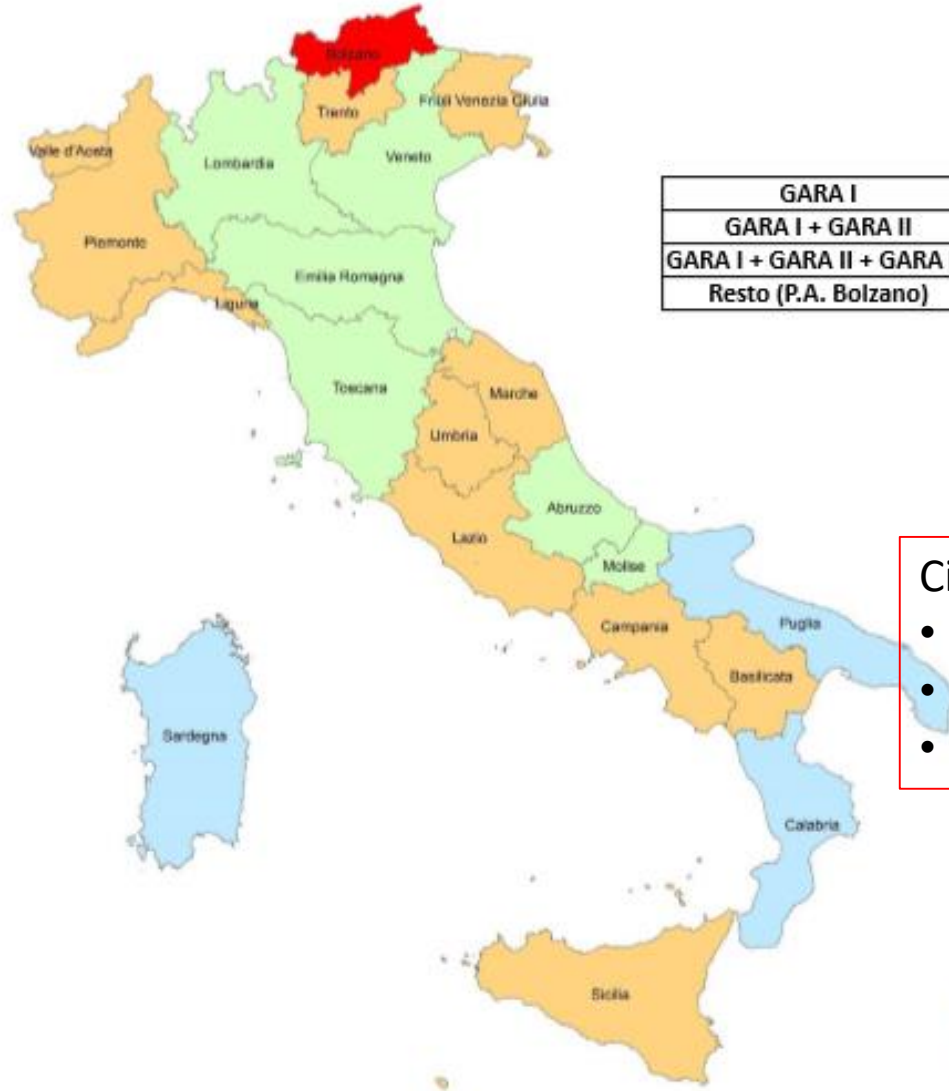 Bolzano
Trento
Friuli Venezia Giulia
Valle d'Aosta
Lombardia
Veneto
Piemonte
Emilia Romagna
Liguria
Toscana
Marche
Umbria
Abruzzo
Lazio
Molise
Campania
Puglia
Basilicata
Sardegna
Calabria
Sicilia
GARA I
GARA I + GARA II
GARA I + GARA II + GARA
Resto (P.A. Bolzano)
Ci
•
•
•